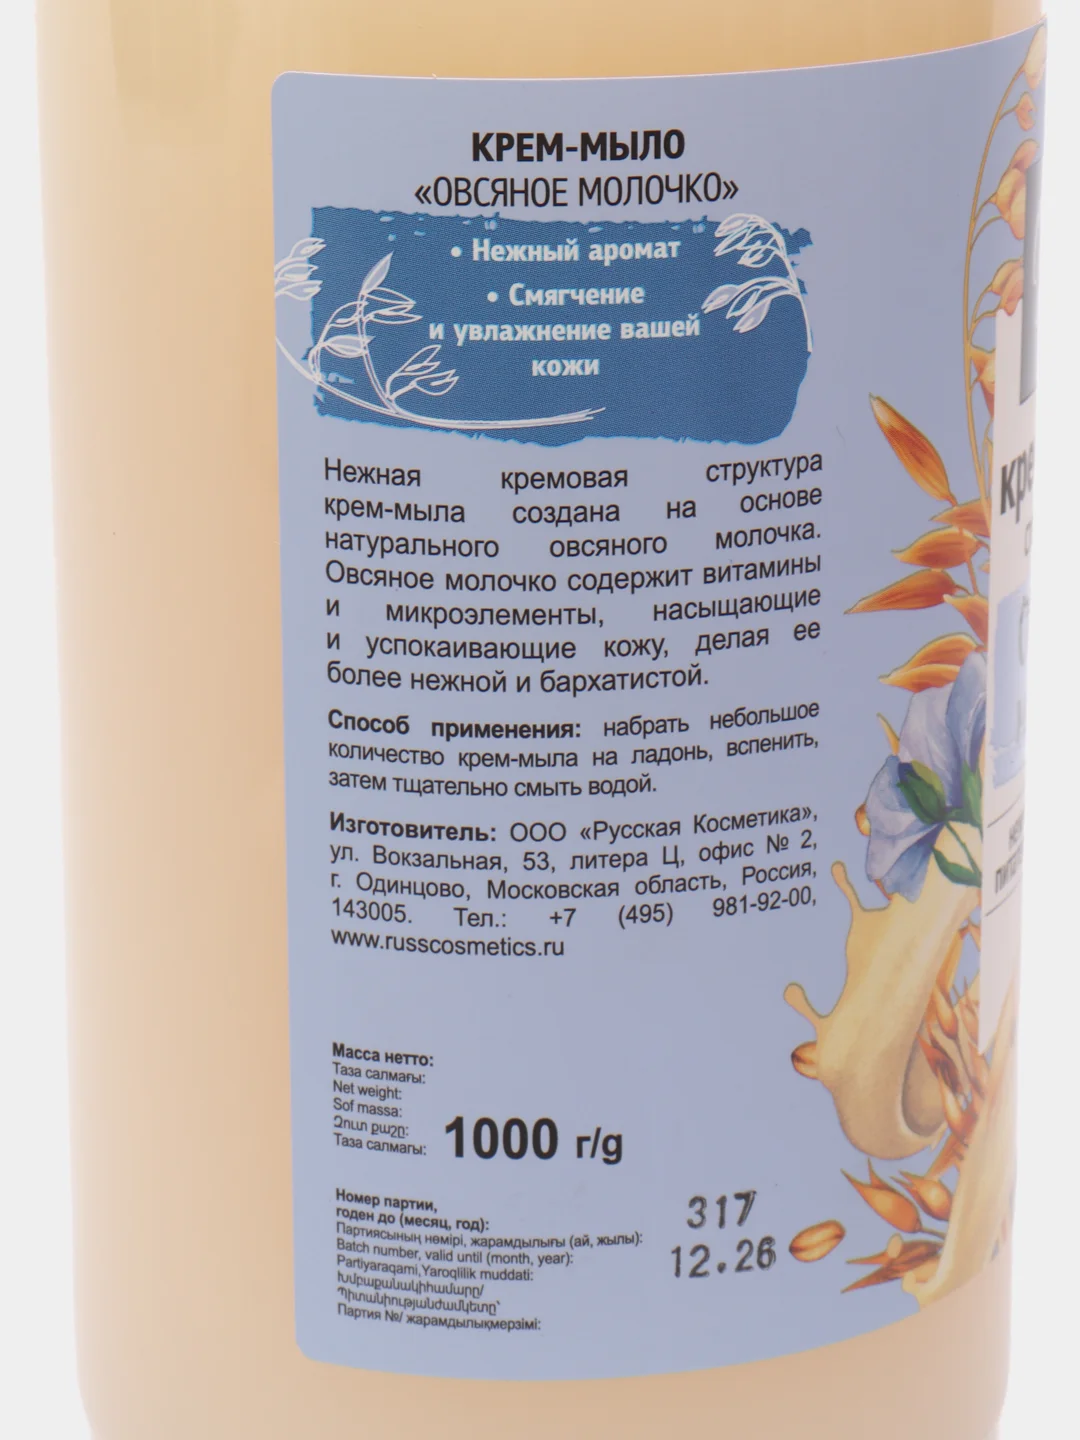 КРЕМ-МЫЛО
«ОВСЯНОЕ МОЛОЧКО»
• Нежный аромат
• Смягчение
и увлажнение вашей
кожи
Нежная кремовая структура
крем-мыла создана на основе
натурального овсяного молочка.
Овсяное молочко содержит витамины
и микроэлементы, насыщающие
и успокаивающие кожу, делая ее
более нежной и бархатистой.
Способ применения: набрать небольшое
количество крем-мыла на ладонь, вспенить,
затем тщательно смыть водой.
Изготовитель: ООО «Русская Косметика»,
ул. Вокзальная, 53, литера Ц, офис № 2,
г. Одинцово, Московская область, Россия,
143005. Тел.: +7 (495) 981-92-00,
www.russcosmetics.ru
Масса нетто:
Таза салмағы:
Net weight:
Sof massa:
Զուտ քաշը:
Таза салмагы:
1000 г/g
Номер партии,
годен до (месяц, год):
Партиясының нөмірі, жарамдылығы (ай, жылы):
Batch number, valid until (month, year):
Partiyaraqami,Yaroqlilik muddati:
Խմբաքանակիհամարը/
Պիտանիությանժամկետը՝
Партия №/ жарамдылықмерзімі:
317
12.26